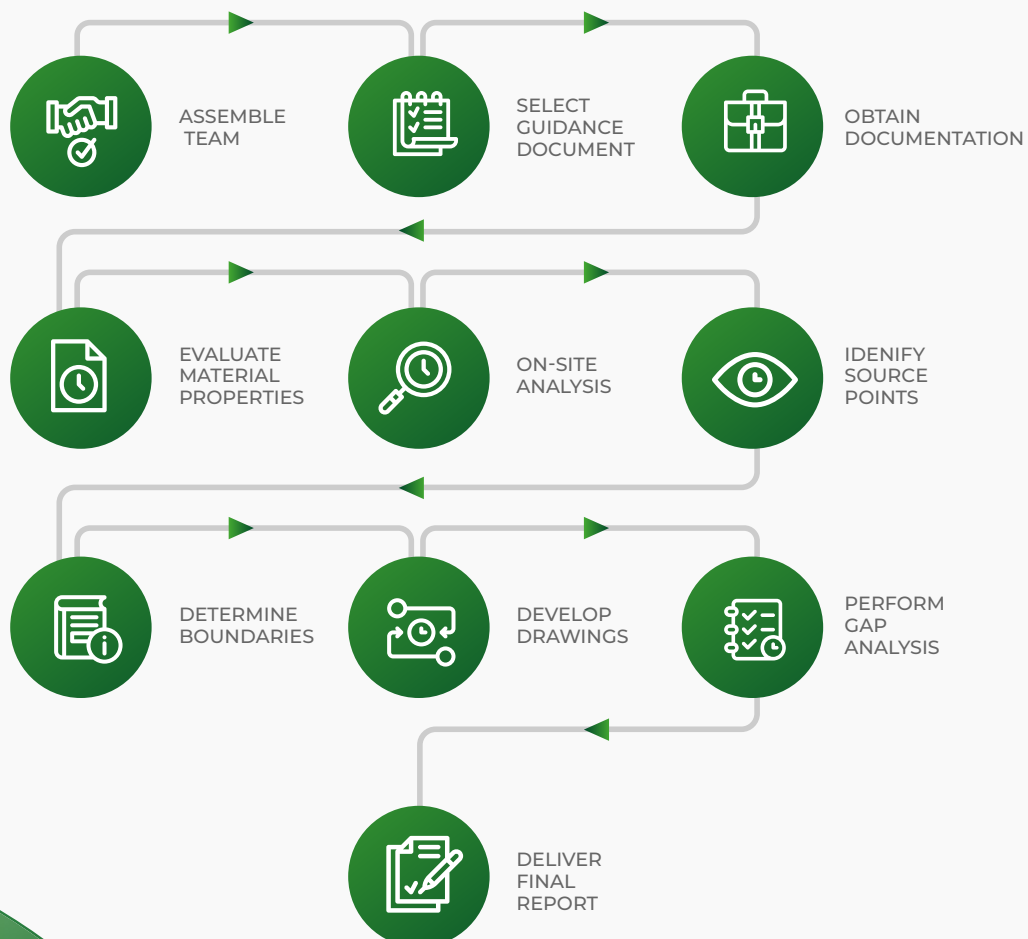 ASSEMBLE
TEAM
SELECT
GUIDANCE
DOCUMENT
OBTAIN
DOCUMENTATION
EVALUATE
MATERIAL
PROPERTIES
ON-SITE
ANALYSIS
IDENIFY
SOURCE
POINTS
DETERMINE
BOUNDARIES
DEVELOP
DRAWINGS
PERFORM
GAP
ANALYSIS
DELIVER
FINAL
REPORT